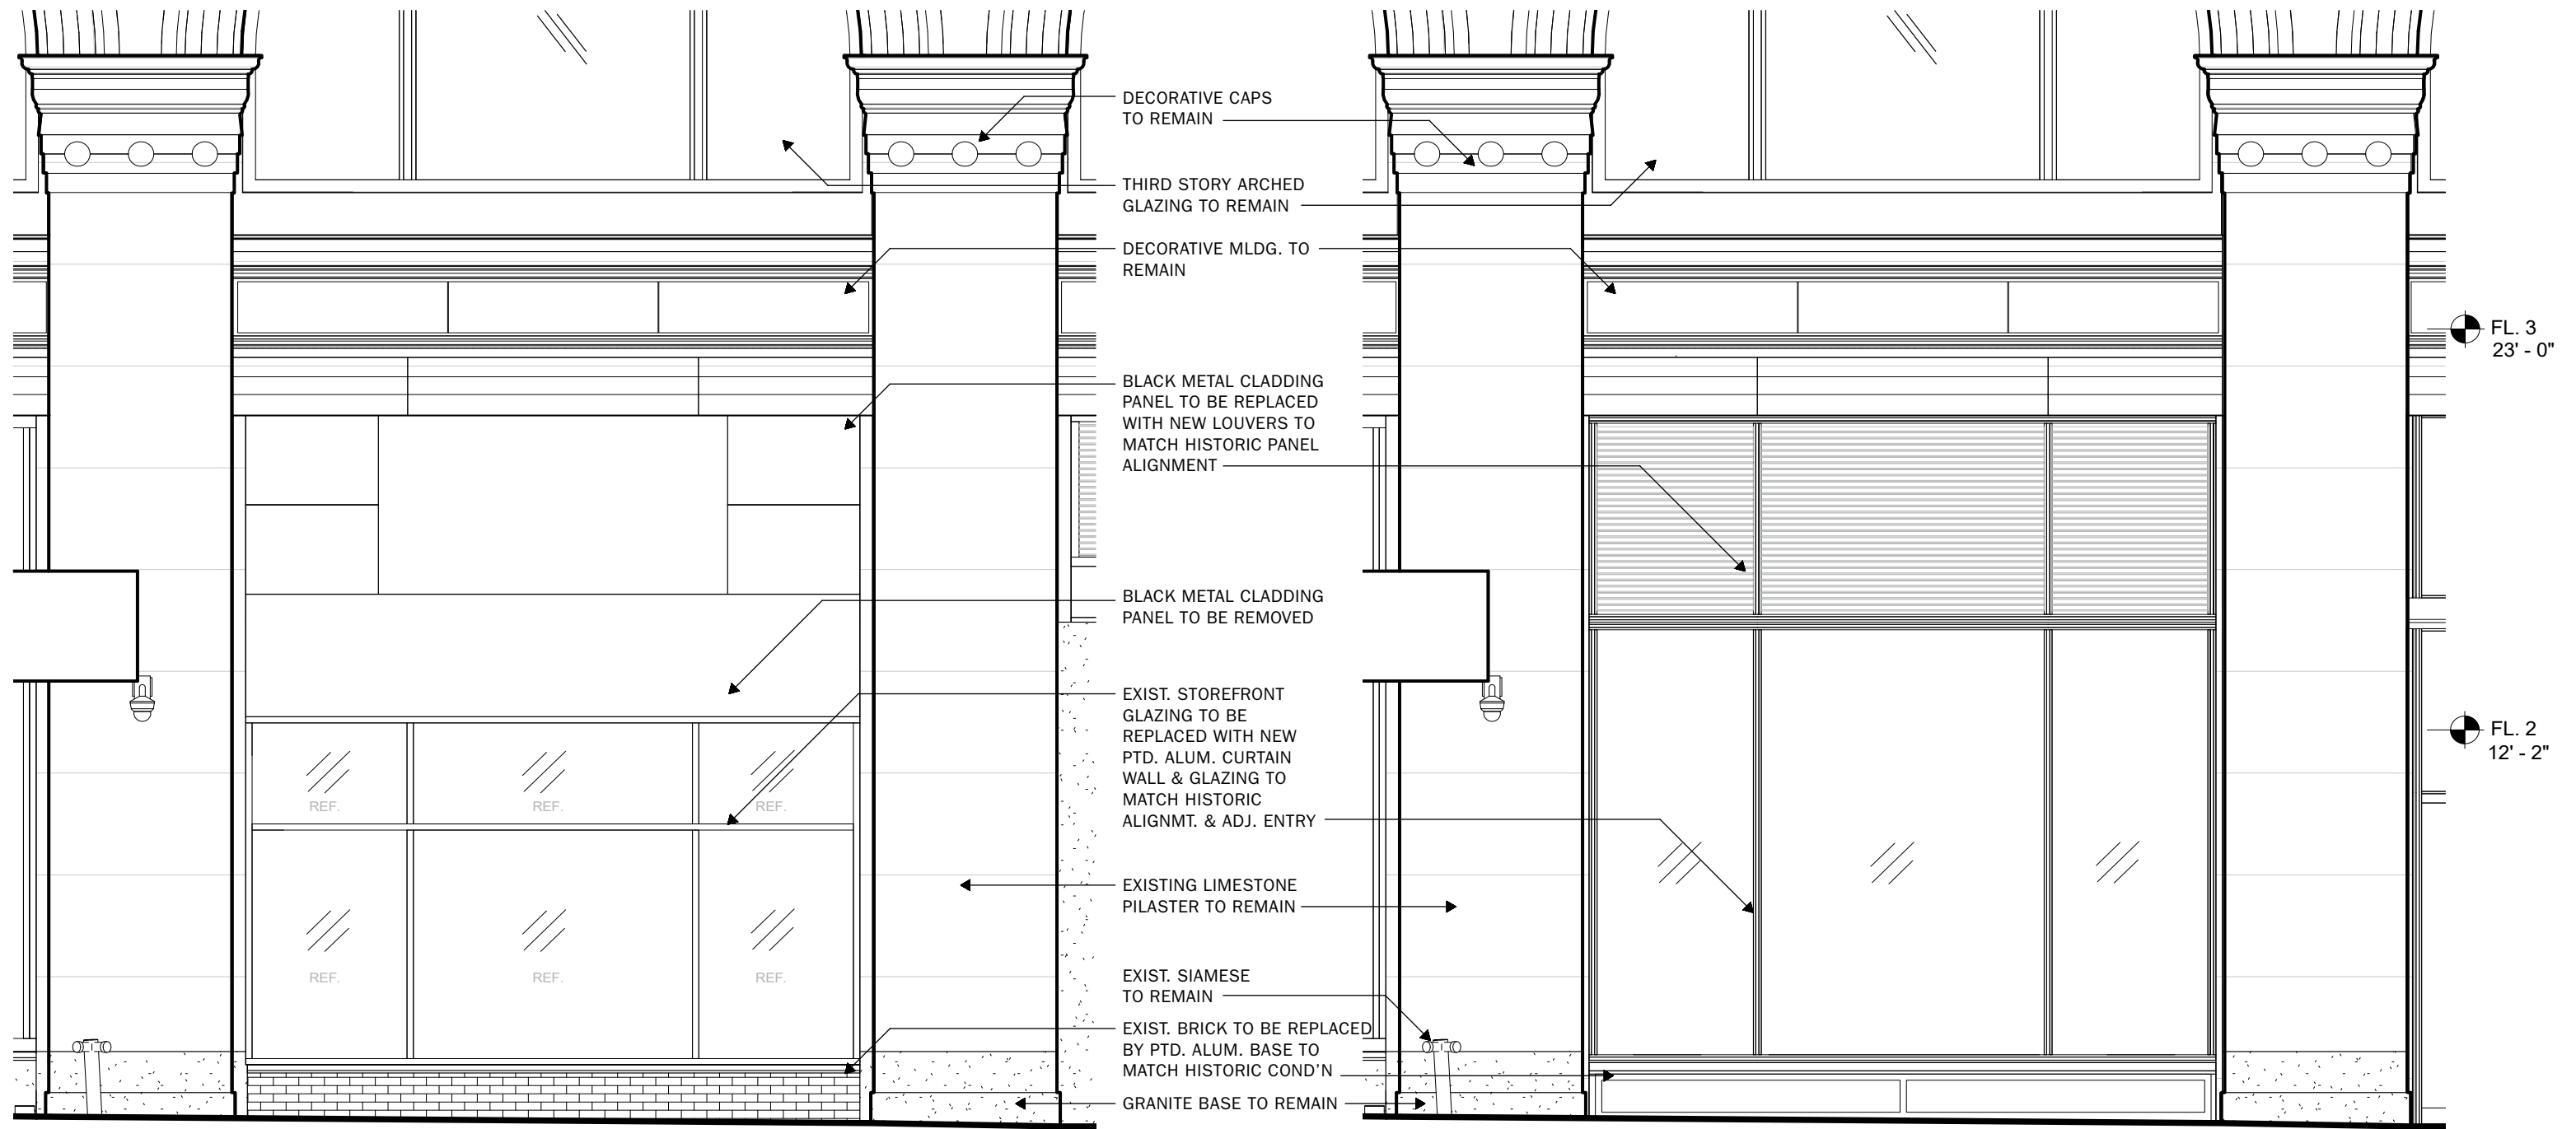 DECORATIVE CAPS
TO REMAIN
THIRD STORY ARCHED
GLAZING TO REMAIN
DECORATIVE MLDG. TO
REMAIN
BLACK METAL CLADDING
PANEL TO BE REPLACED
WITH NEW LOUVERS TO
MATCH HISTORIC PANEL
ALIGNMENT
BLACK METAL CLADDING
PANEL TO BE REMOVED
EXIST. STOREFRONT
GLAZING TO BE
REPLACED WITH NEW
PTD. ALUM. CURTAIN
WALL & GLAZING TO
MATCH HISTORIC
ALIGNMT. & ADJ. ENTRY
EXISTING LIMESTONE
PILASTER TO REMAIN
EXIST. SIAMESE
TO REMAIN
EXIST. BRICK TO BE REPLACED
BY PTD. ALUM. BASE TO
MATCH HISTORIC COND'N
GRANITE BASE TO REMAIN
REF. REF. REF.
REF. REF. REF.
FL. 3
23' - 0"
FL. 2
12' - 2"